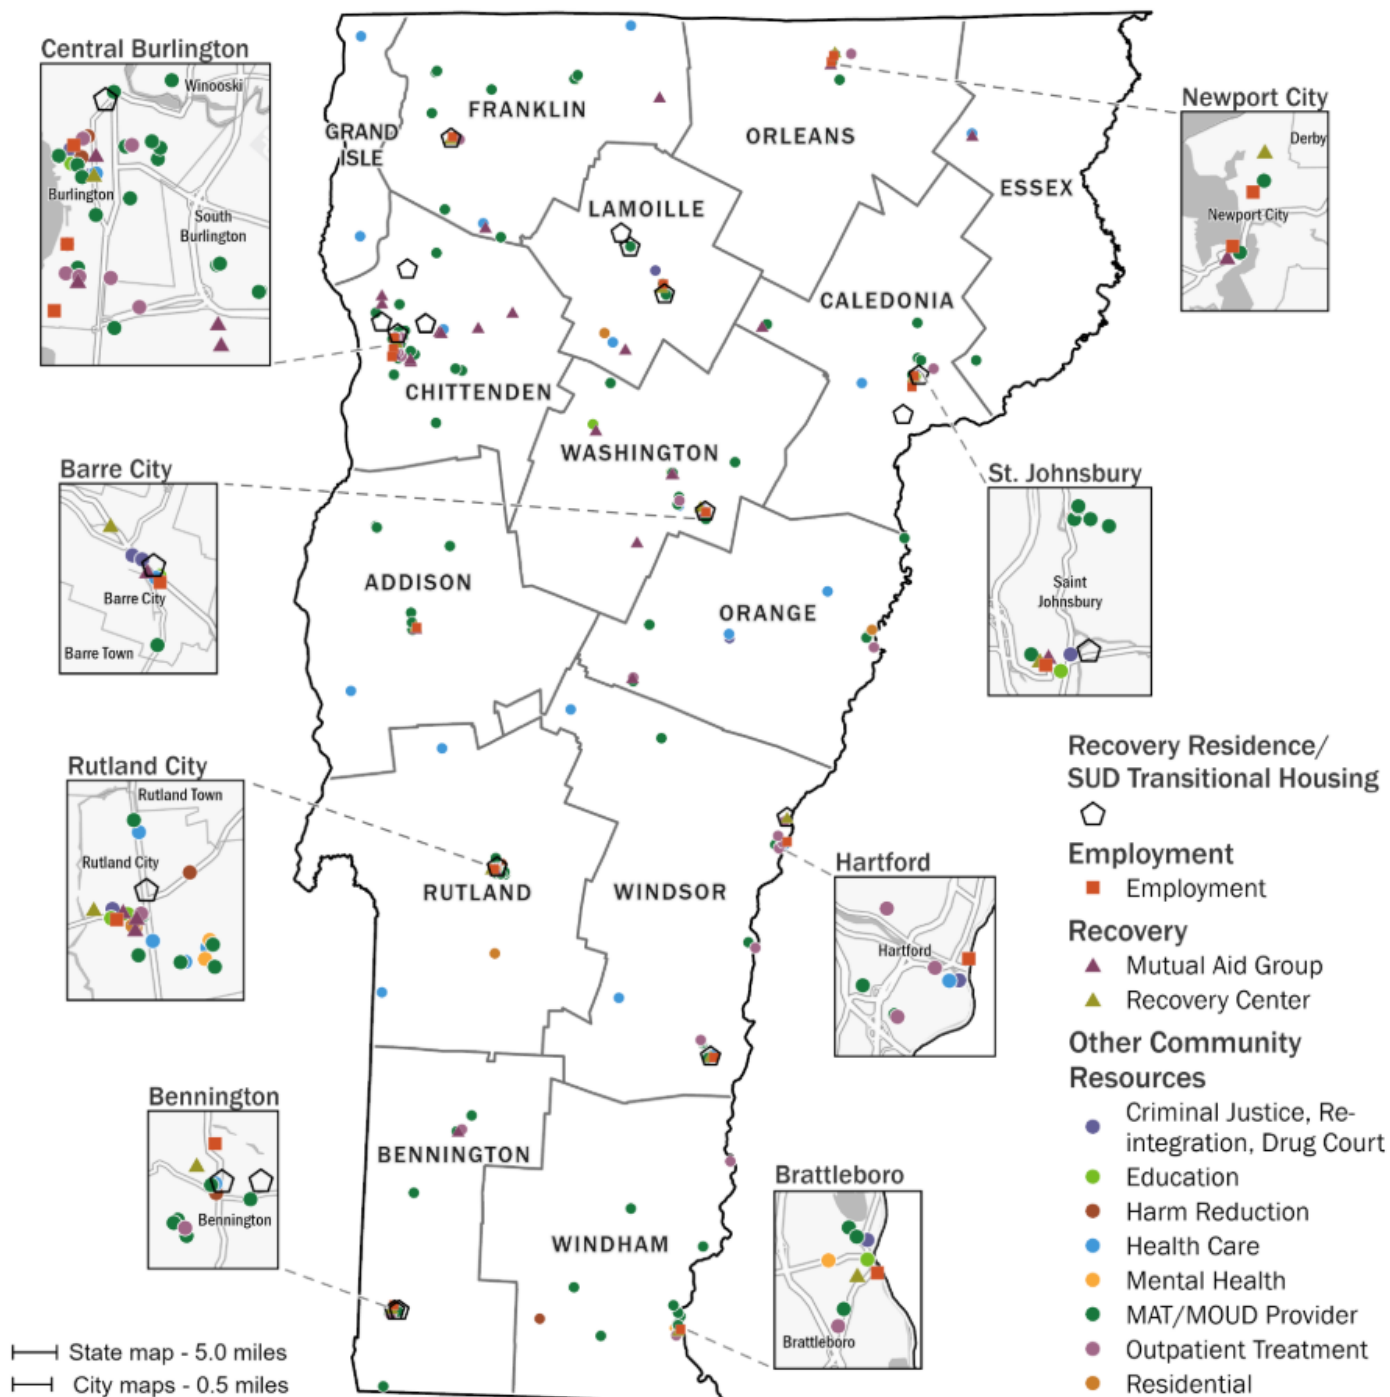 Central Burlington
Winooski
Burlington
South
Burlington
GRAND
ISLE
FRANKLIN
ORLEANS
ESSEX
LAMOILLE
CALEDONIA
CHITTENDEN
WASHINGTON
ADDISON
ORANGE
RUTLAND
WINDSOR
BENNINGTON
WINDHAM
Newport City
Derby
Newport City
Barre City
Barre City
Barre Town
St. Johnsbury
Saint
Johnsbury
Rutland City
Rutland Town
Rutland City
Hartford
Hartford
Bennington
Bennington
Brattleboro
Brattleboro
Recovery Residence/
SUD Transitional Housing
Employment
Employment
Recovery
Mutual Aid Group
Recovery Center
Other Community
Resources
Criminal Justice, Re-
integration, Drug Court
Education
Harm Reduction
Health Care
Mental Health
MAT/MOUD Provider
Outpatient Treatment
Residential
State map - 5.0 miles
City maps - 0.5 miles